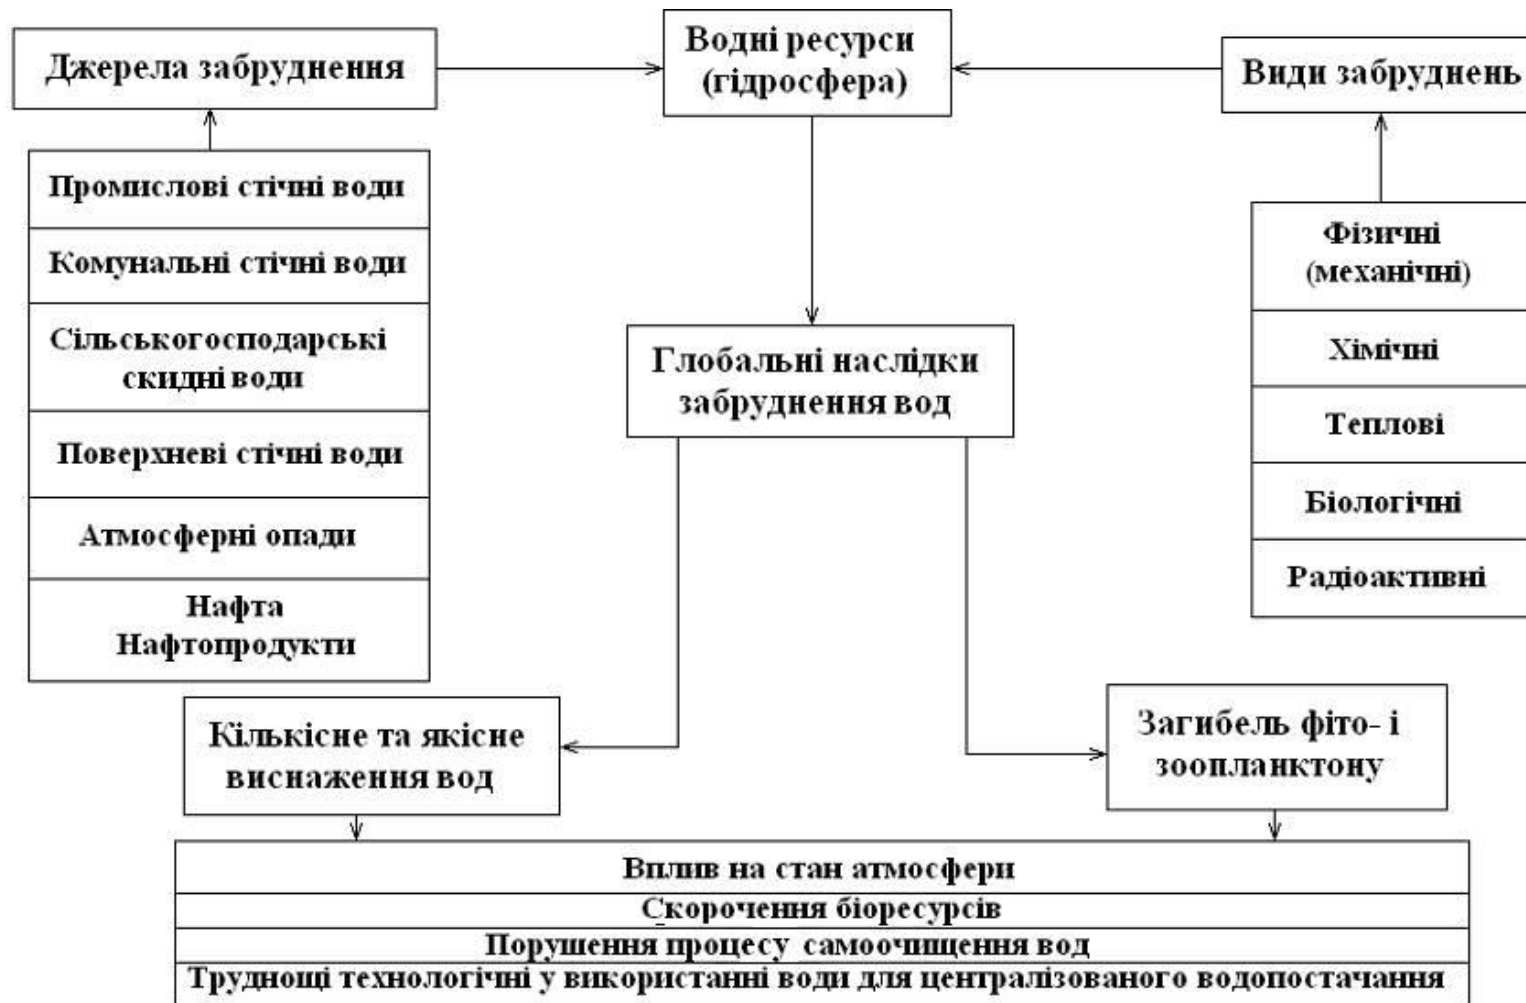 Джерела забруднення
Водні ресурси
(гідросфера)
Види забруднень
Промислові стічні води
Комунальні стічні води
Сільськогосподарські
скидні води
Поверхневі стічні води
Атмосферні опади
Нафта
Нафтопродукти
Глобальні наслідки
забруднення вод
Фізичні
(механічні)
Хімічні
Теплові
Біологічні
Радіоактивні
Кількісне та якісне
виснаження вод
Загибель фіто- і
зоопланктону
Вплив на стан атмосфери
Скорочення біоресурсів
Порушення процесу самоочищення вод
Труднощі технологічні у використанні води для централізованого водопостачання